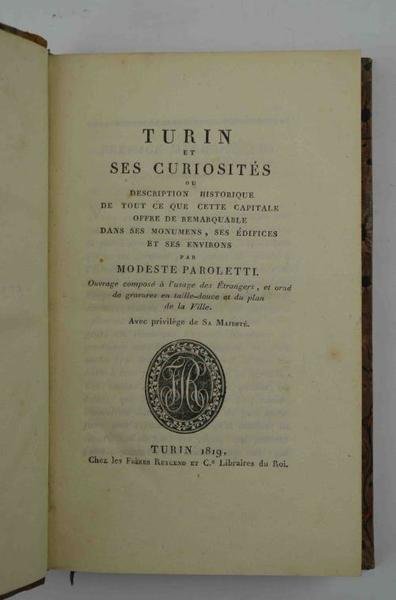 TURIN
ET
SES CURIOSITÉS
OU
DESCRIPTION HISTORIQUE
DE TOUT CE QUE CETTE CAPITALE
OFFRE DE REMARQUABLE
DANS SES MONUMENS, SES ÉDIFICES
ET SES ENVIRONS
PAR
MODESTE PAROLETTI.
Ouvrage composé à l'usage des Étrangers, et orné
de gravures en taille-douce et du plan
de la Ville.
Avec privilège de SA MAJESTÉ.
TURIN 1819,
Chez les FRÈRES REYCEND ET C.e Libraires du Roi.